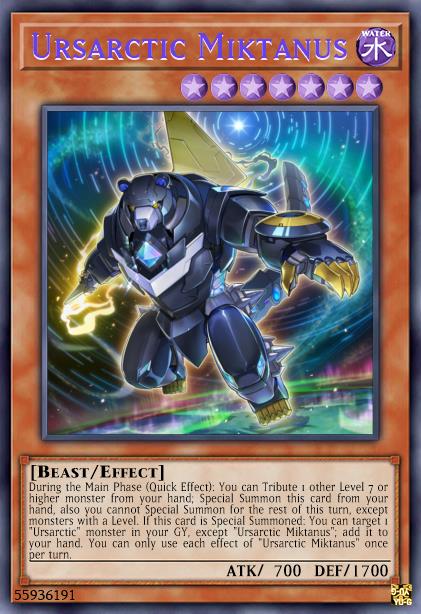 Ursarctic Miktanus
WATER
水
[Beast/Effect]
During the Main Phase (Quick Effect): You can Tribute 1 other Level 7 or
higher monster from your hand; Special Summon this card from your
hand, also you cannot Special Summon for the rest of this turn, except
monsters with a Level. If this card is Special Summoned: You can target 1
"Ursarctic" monster in your GY, except "Ursarctic Miktanus"; add it to
your hand. You can only use each effect of "Ursarctic Miktanus" once
per turn.
ATK/ 700 DEF/1700
55936191